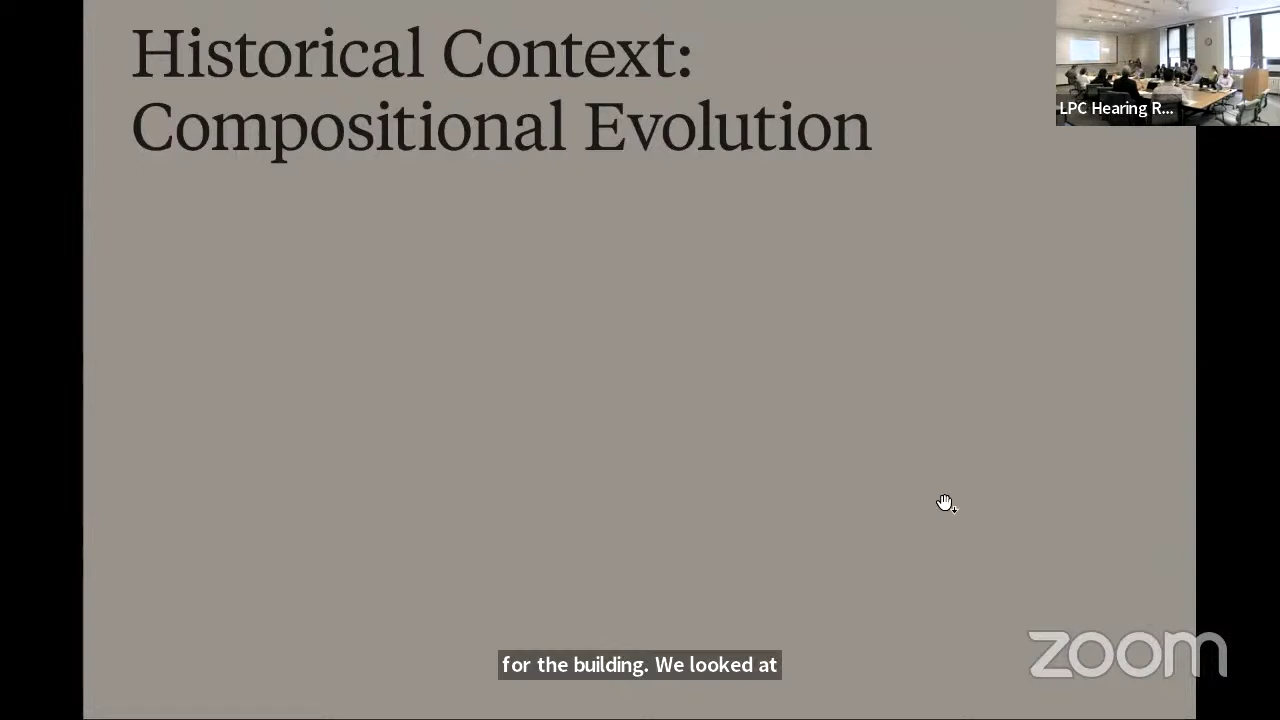 Historical Context:
Compositional Evolution
LPC Hearing R...
for the building. We looked at
zoom